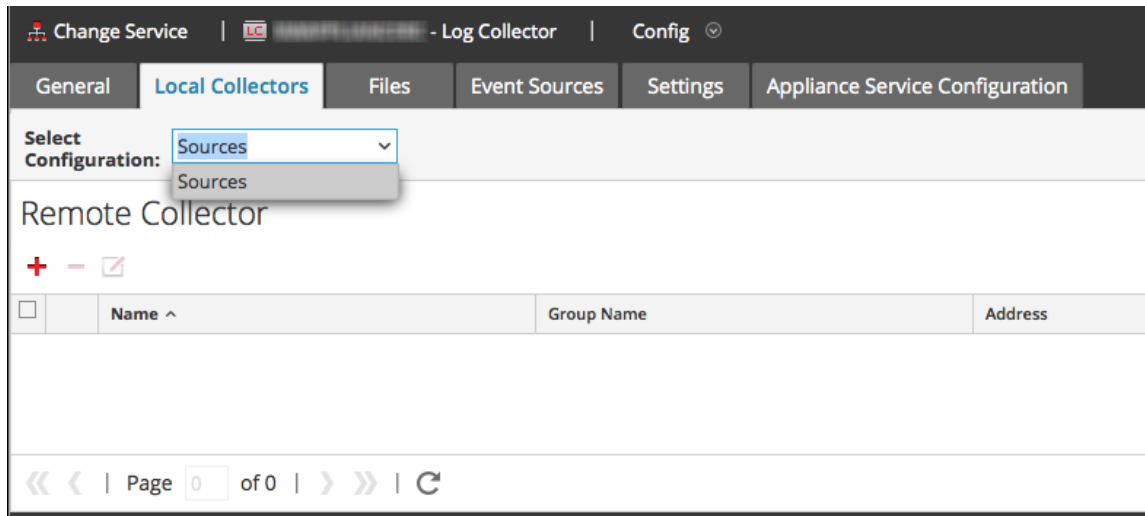 Change Service | LC - Log Collector | Config
General Local Collectors Files Event Sources Settings Appliance Service Configuration
Select
Configuration:
Sources
Sources
Remote Collector
Name Group Name Address
Page 0 of 0